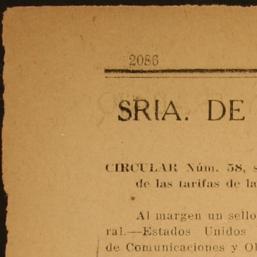 2086
SRIA. DE
CIRCULAR Núm. 58, s
de las tarifas de la
Al margen un sello
ral.—Estados Unidos
de Comunicaciones y Ob